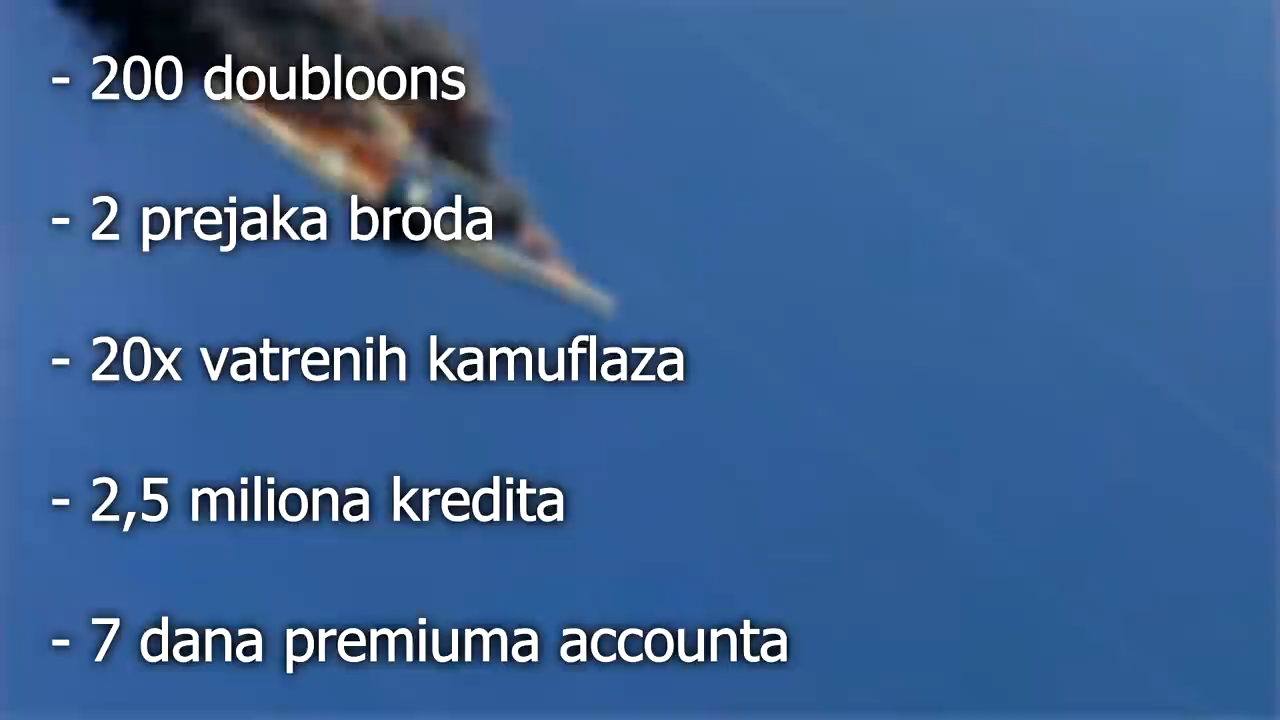 - 200 doubloons
- 2 prejaka broda
- 20x vatrenih kamuflaza
- 2,5 miliona kredita
- 7 dana premiuma accounta